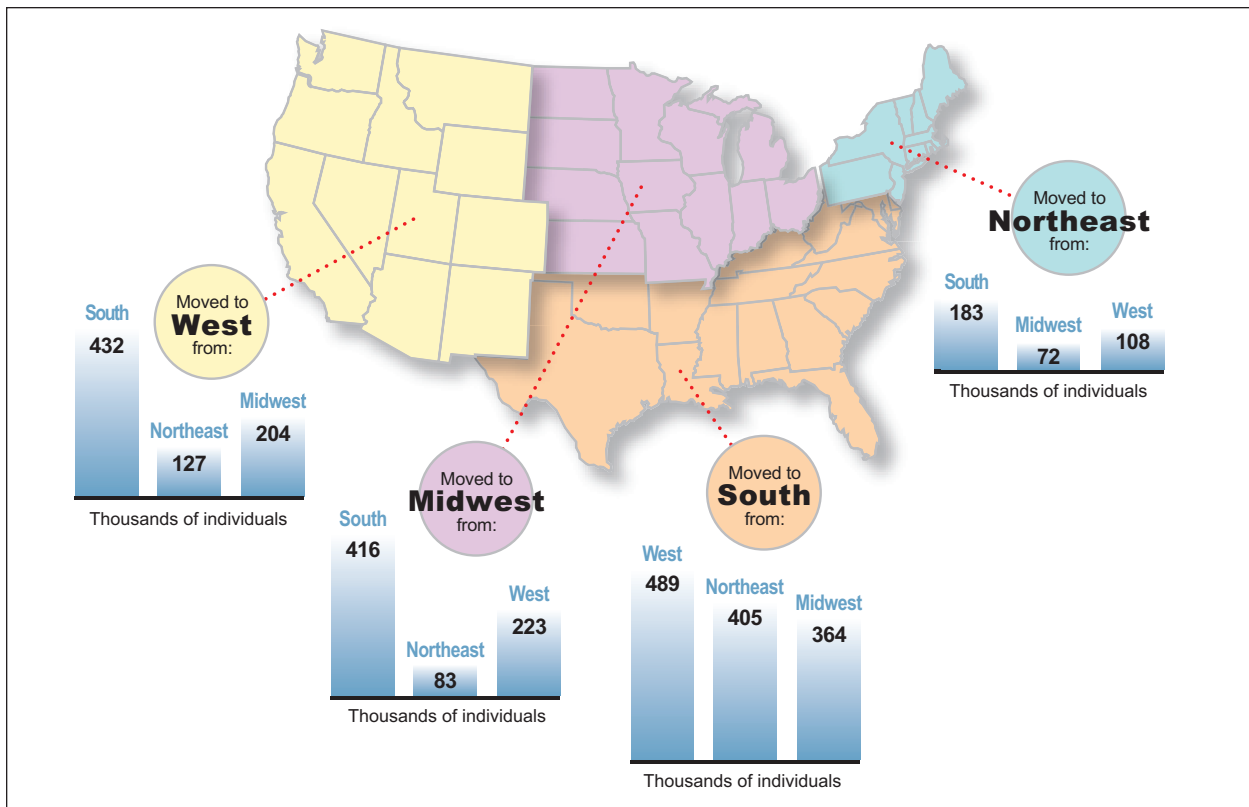 Moved to
Northeast
from:
South
183
Midwest
72
West
108
Thousands of individuals
Moved to
West
from:
South
432
Northeast
127
Midwest
204
Thousands of individuals
Moved to
Midwest
from:
South
416
Northeast
83
West
223
Thousands of individuals
Moved to
South
from:
West
489
Northeast
405
Midwest
364
Thousands of individuals